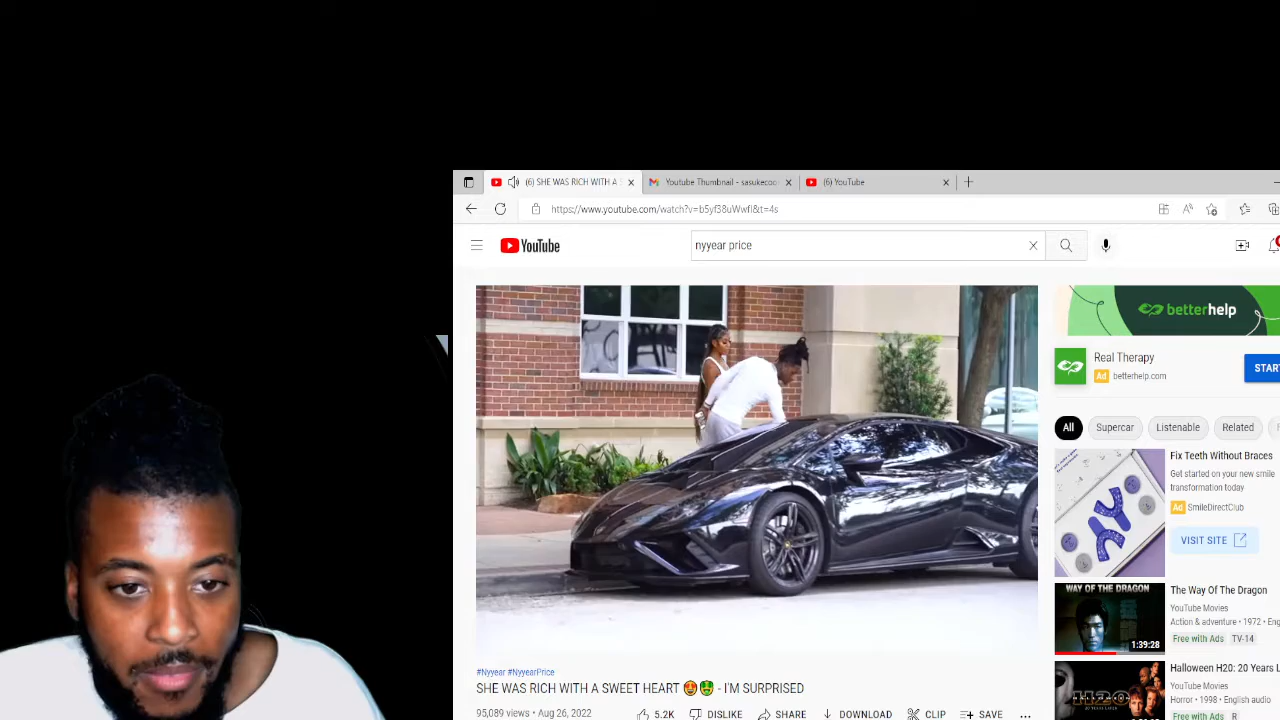 (6) SHE WAS RICH WITH A
Youtube Thumbnail - sasukecoo
(6) YouTube
https://www.youtube.com/watch?v=b5yf38uWwfI&t=4s
YouTube
nyyear price
betterhelp
Real Therapy
Ad betterhelp.com
STAR
All
Supercar
Listenable
Related
Fix Teeth Without Braces
Get started on your new smile
transformation today
Ad SmileDirectClub
VISIT SITE
WAY OF THE DRAGON
1:39:28
The Way Of The Dragon
YouTube Movies
Action & adventure • 1972 • Eng
Free with Ads TV-14
HALLOWEEN
H2O
Halloween H20: 20 Years L
YouTube Movies
Horror • 1998 • English audio
Free with Ads R
#Nyyear #NyyearPrice
SHE WAS RICH WITH A SWEET HEART 😍🤑 - I'M SURPRISED
95,089 views • Aug 26, 2022
DISLIKE
SHARE
DOWNLOAD
CLIP
SAVE